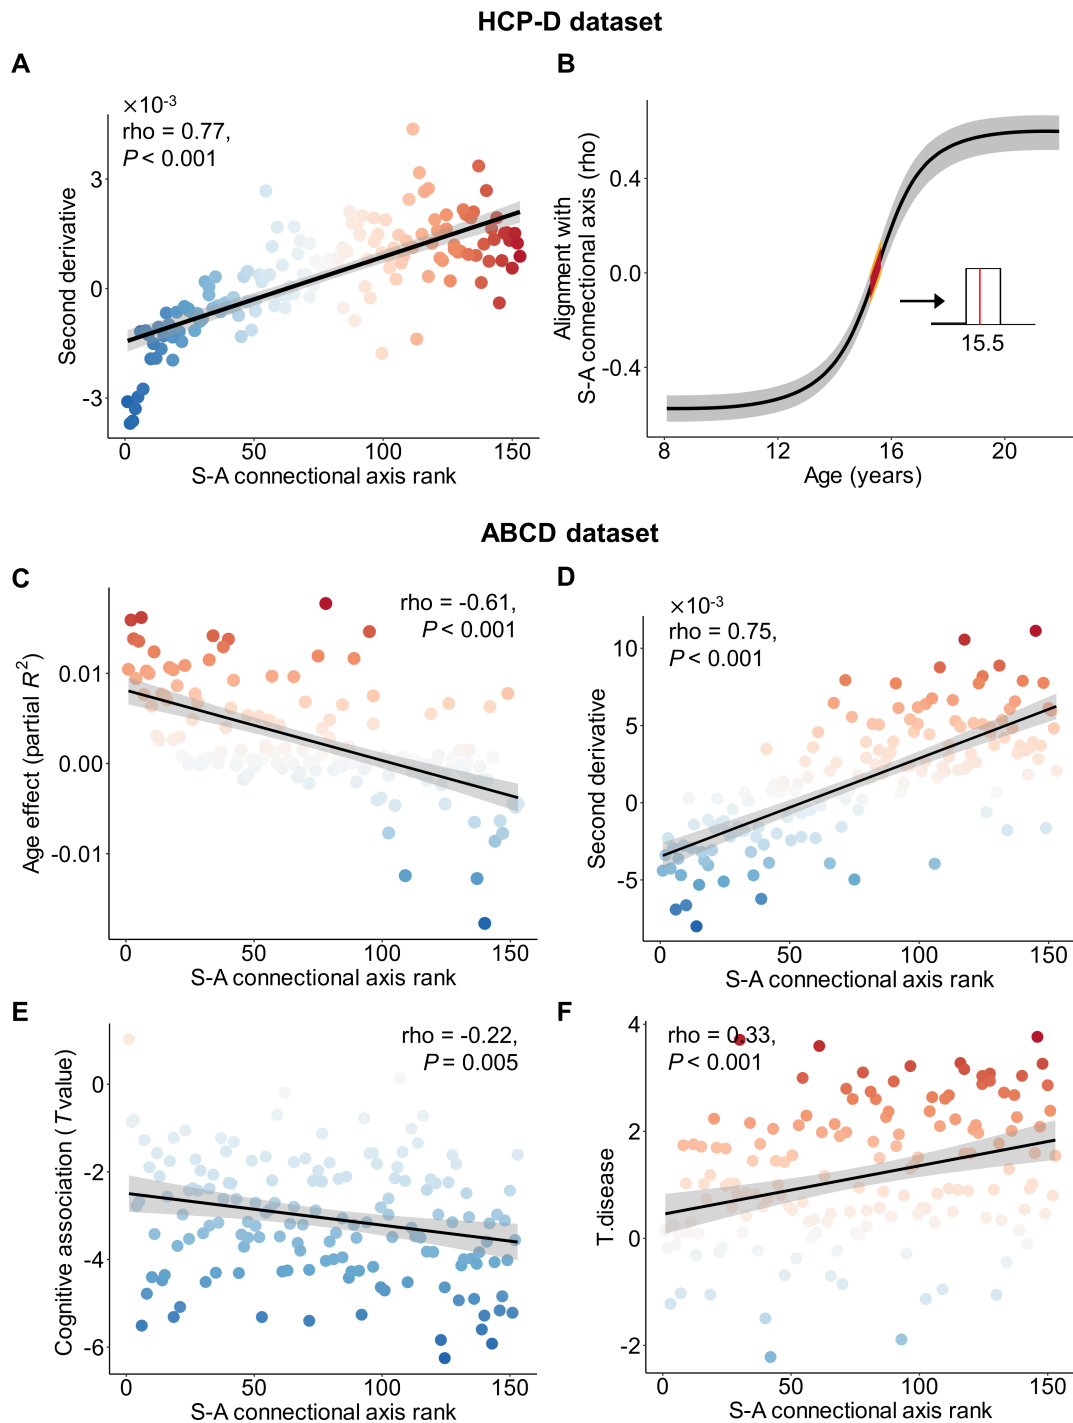 HCP-D dataset
A
×10-3
rho = 0.77,
P < 0.001
3
0
-3
Second derivative
0 50 100 150
S-A connectional axis rank
B
0.4
0.0
-0.4
Alignment with
S-A connectional axis (rho)
15.5
8 12 16 20
Age (years)
ABCD dataset
C
rho = -0.61,
P < 0.001
0.01
0.00
-0.01
Age effect (partial R2)
0 50 100 150
S-A connectional axis rank
D
×10-3
rho = 0.75,
P < 0.001
10
5
0
-5
Second derivative
0 50 100 150
S-A connectional axis rank
E
rho = -0.22,
P = 0.005
0
-2
-4
-6
Cognitive association (T value)
0 50 100 150
S-A connectional axis rank
F
rho = 0.33,
P < 0.001
4
2
0
-2
T.disease
0 50 100 150
S-A connectional axis rank